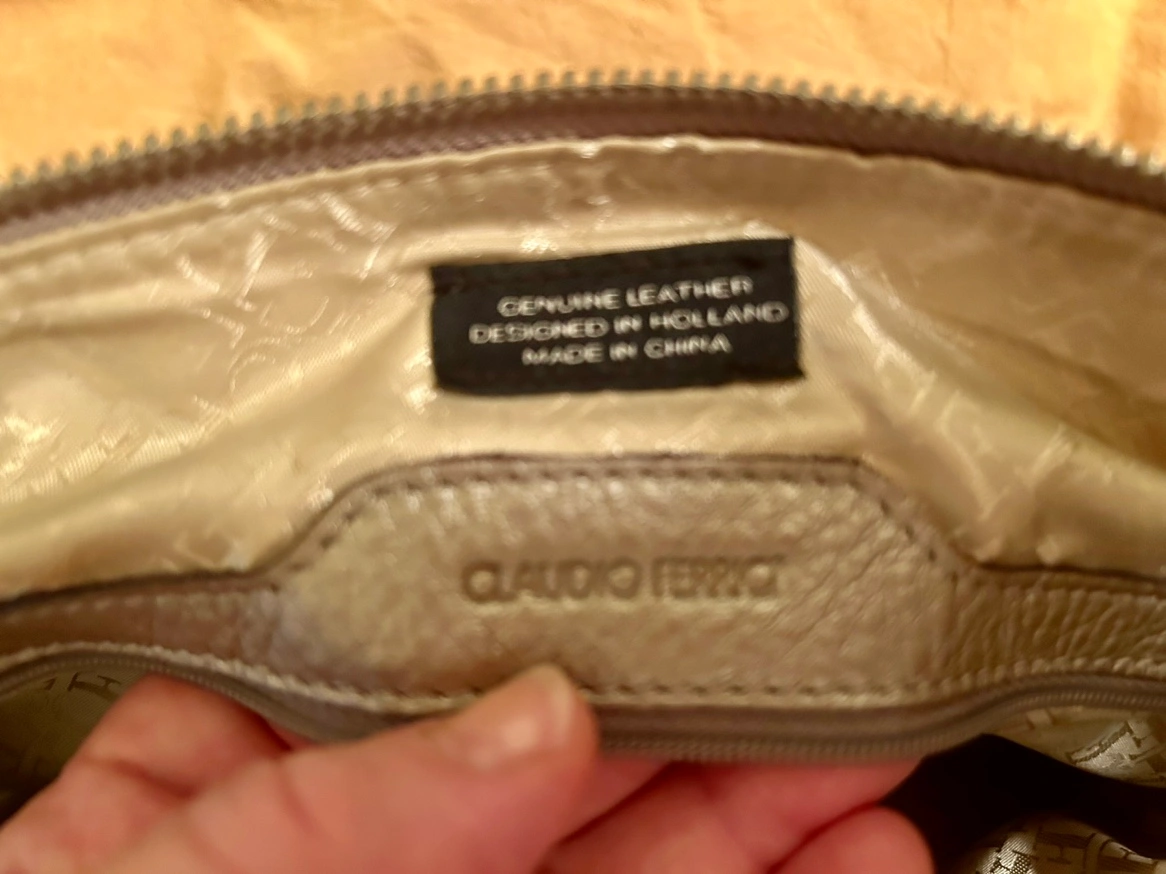 GENUINE LEATHER
DESIGNED IN HOLLAND
MADE IN CHINA
CLAUDIO FERRICI